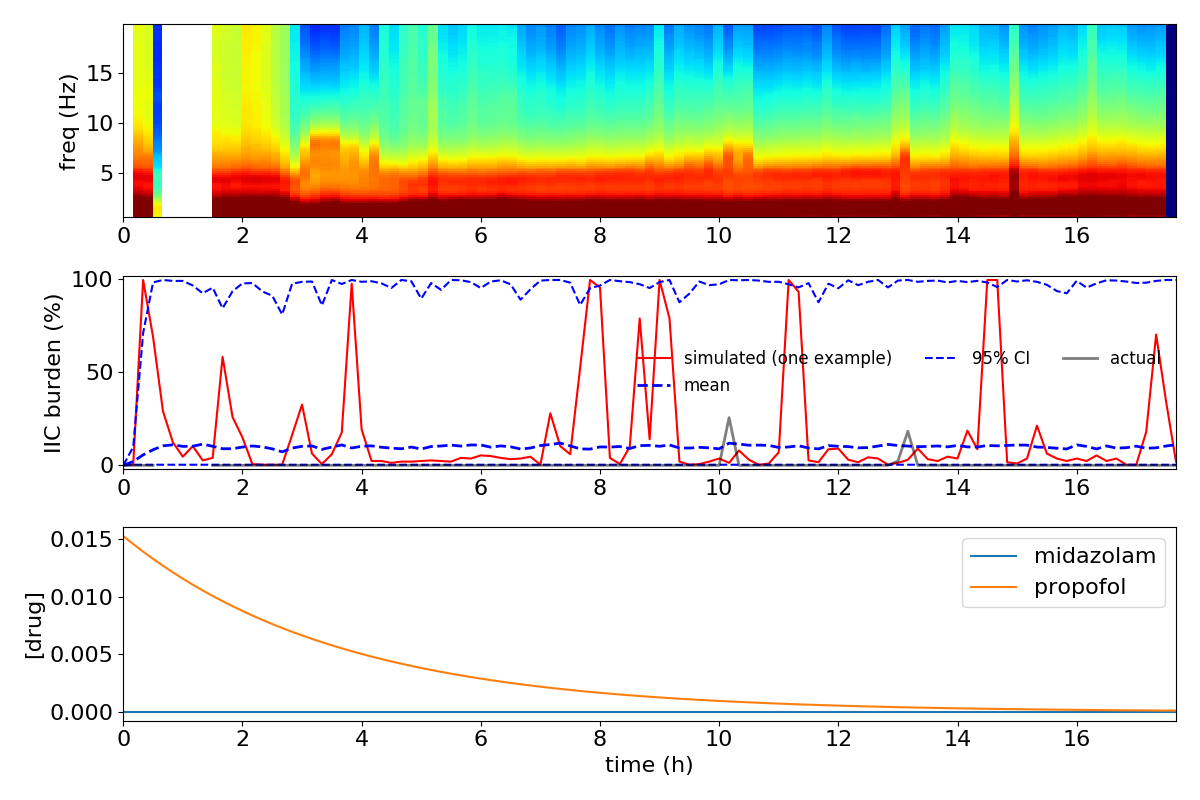 15
10
5
freq (Hz)
0 2 4 6 8 10 12 14 16
100
50
0
IIC burden (%)
simulated (one example) 95% CI actual
mean
0 2 4 6 8 10 12 14 16
0.015
0.010
0.005
0.000
[drug]
midazolam
propofol
0 2 4 6 8 10 12 14 16
time (h)